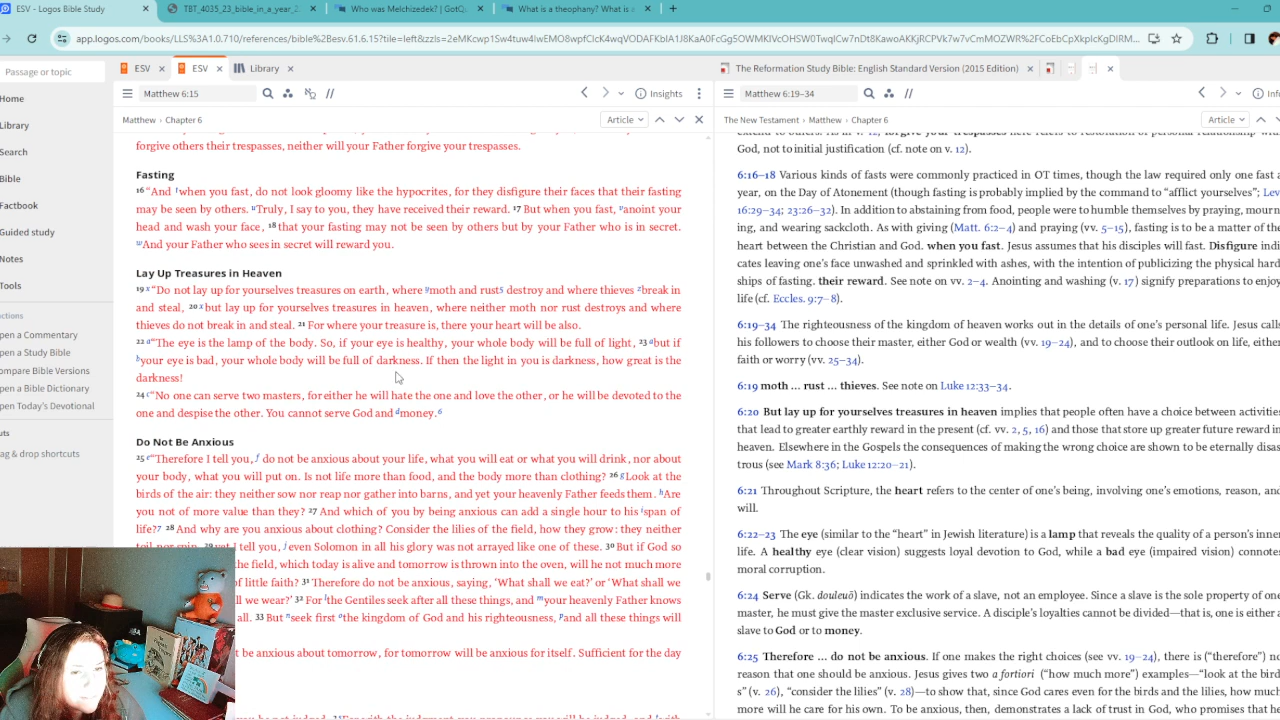 ESV - Logos Bible Study
TBT_4035_23_bible_in_a_year_2
Who was Melchizedek? | GotQ
What is a theophany? What is a
app.logos.com/books/LLS%3A1.0.710/references/bible%2Besv.61.6.15?tile=left&
Passage or topic
ESV
ESV
Library
The Reformation Study Bible: English Standard Version (2015 Edition)
Matthew 6:15
Insights
Matthew 6:19–34
Matthew › Chapter 6
Article
The New Testament › Matthew › Chapter 6
Article
Home
Library
Search
Bible
Factbook
Guided study
Notes
Tools
ctions
pen a Commentary
pen a Study Bible
ompare Bible Versions
pen a Bible Dictionary
pen Today's Devotional
uts
ag & drop shortcuts
forgive others their trespasses, neither will your Father forgive your trespasses.
Fasting
16 “And t when you fast, do not look gloomy like the hypocrites, for they disfigure their faces that their fasting
may be seen by others. u Truly, I say to you, they have received their reward. 17 But when you fast, v anoint your
head and wash your face, 18 that your fasting may not be seen by others but by your Father who is in secret.
w And your Father who sees in secret will reward you.
Lay Up Treasures in Heaven
19 x “Do not lay up for yourselves treasures on earth, where y moth and rust 5 destroy and where thieves z break in
and steal, 20 x but lay up for yourselves treasures in heaven, where neither moth nor rust destroys and where
thieves do not break in and steal. 21 For where your treasure is, there your heart will be also.
22 a “The eye is the lamp of the body. So, if your eye is healthy, your whole body will be full of light, 23 a but if
b your eye is bad, your whole body will be full of darkness. If then the light in you is darkness, how great is the
darkness!
24 c “No one can serve two masters, for either he will hate the one and love the other, or he will be devoted to the
one and despise the other. You cannot serve God and d money. 6
Do Not Be Anxious
25 e “Therefore I tell you, f do not be anxious about your life, what you will eat or what you will drink, nor about
your body, what you will put on. Is not life more than food, and the body more than clothing? 26 g Look at the
birds of the air: they neither sow nor reap nor gather into barns, and yet your heavenly Father feeds them. h Are
you not of more value than they? 27 And which of you by being anxious can add a single hour to his i span of
life? 7 28 And why are you anxious about clothing? Consider the lilies of the field, how they grow: they neither
toil nor spin, 29 yet I tell you, j even Solomon in all his glory was not arrayed like one of these. 30 But if God so
the field, which today is alive and tomorrow is thrown into the oven, will he not much more
of little faith? 31 Therefore do not be anxious, saying, ‘What shall we eat?’ or ‘What shall
ll we wear?’ 32 For l the Gentiles seek after all these things, and m your heavenly Father knows
all. 33 But n seek first o the kingdom of God and his righteousness, p and all these things will
t be anxious about tomorrow, for tomorrow will be anxious for itself. Sufficient for the day
God, not to initial justification (cf. note on v. 12).
6:16–18 Various kinds of fasts were commonly practiced in OT times, though the law required only one fast a
year, on the Day of Atonement (though fasting is probably implied by the command to “afflict yourselves”; Lev
16:29–34; 23:26–32). In addition to abstaining from food, people were to humble themselves by praying, mourn
ing, and wearing sackcloth. As with giving (Matt. 6:2–4) and praying (vv. 5–15), fasting is to be a matter of the
heart between the Christian and God. when you fast. Jesus assumes that his disciples will fast. Disfigure indi
cates leaving one’s face unwashed and sprinkled with ashes, with the intention of publicizing the physical hard
ships of fasting. their reward. See note on vv. 2–4. Anointing and washing (v. 17) signify preparations to enjoy
life (cf. Eccles. 9:7–8).
6:19–34 The righteousness of the kingdom of heaven works out in the details of one’s personal life. Jesus calls
his followers to choose their master, either God or wealth (vv. 19–24), and to choose their outlook on life, either
faith or worry (vv. 25–34).
6:19 moth ... rust ... thieves. See note on Luke 12:33–34.
6:20 But lay up for yourselves treasures in heaven implies that people often have a choice between activities
that lead to greater earthly reward in the present (cf. vv. 2, 5, 16) and those that store up greater future reward in
heaven. Elsewhere in the Gospels the consequences of making the wrong choice are shown to be eternally disas
trous (see Mark 8:36; Luke 12:20–21).
6:21 Throughout Scripture, the heart refers to the center of one’s being, involving one’s emotions, reason, and
will.
6:22–23 The eye (similar to the “heart” in Jewish literature) is a lamp that reveals the quality of a person’s inner
life. A healthy eye (clear vision) suggests loyal devotion to God, while a bad eye (impaired vision) connotes
moral corruption.
6:24 Serve (Gk. douleuō) indicates the work of a slave, not an employee. Since a slave is the sole property of one
master, he must give the master exclusive service. A disciple’s loyalties cannot be divided—that is, one is either a
slave to God or to money.
6:25 Therefore ... do not be anxious. If one makes the right choices (see vv. 19–24), there is (“therefore”) no
reason that one should be anxious. Jesus gives two a fortiori (“how much more”) examples—“look at the bird
s” (v. 26), “consider the lilies” (v. 28)—to show that, since God cares even for the birds and the lilies, how much
more will he care for his own. To be anxious, then, demonstrates a lack of trust in God, who promises that he